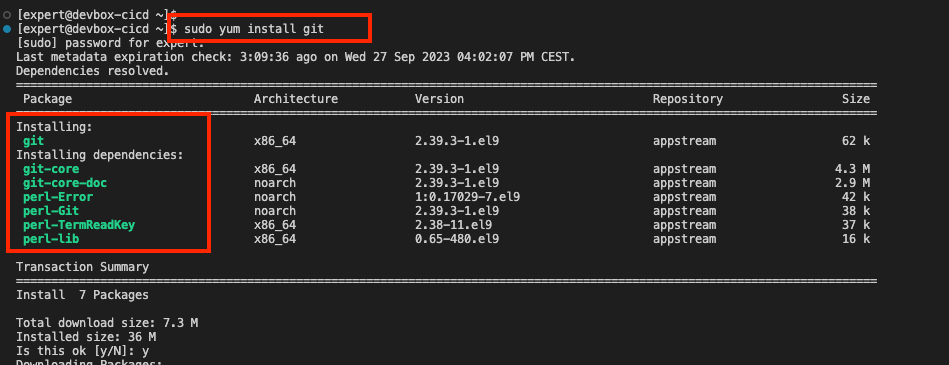 [expert@devbox-cicd ~]$
[expert@devbox-cicd ~]$ sudo yum install git
[sudo] password for expert:
Last metadata expiration check: 3:09:36 ago on Wed 27 Sep 2023 04:02:07 PM CEST.
Dependencies resolved.
================================================================================
Package Architecture Version Repository Size
================================================================================
Installing:
git x86_64 2.39.3-1.el9 appstream 62 k
Installing dependencies:
git-core x86_64 2.39.3-1.el9 appstream 4.3 M
git-core-doc noarch 2.39.3-1.el9 appstream 2.9 M
perl-Error noarch 1:0.17029-7.el9 appstream 42 k
perl-Git noarch 2.39.3-1.el9 appstream 38 k
perl-TermReadKey x86_64 2.38-11.el9 appstream 37 k
perl-lib x86_64 0.65-480.el9 appstream 16 k
Transaction Summary
================================================================================
Install 7 Packages
Total download size: 7.3 M
Installed size: 36 M
Is this ok [y/N]: y
Downloading Packages: